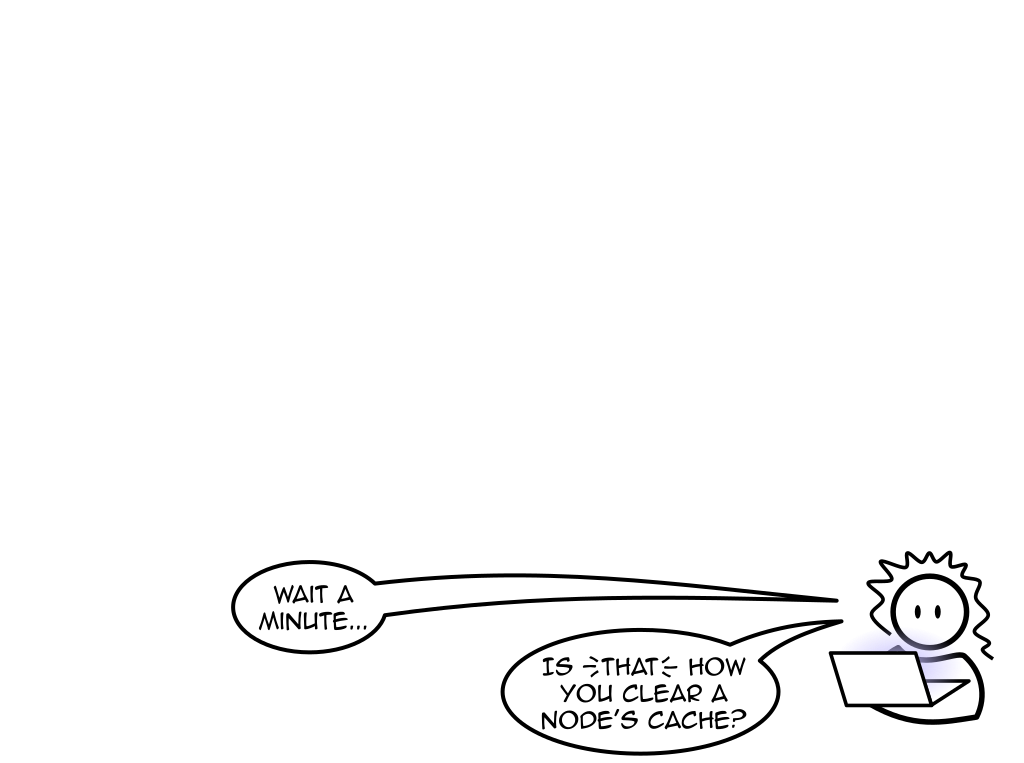 WAIT A
MINUTE...
IS THAT HOW
YOU CLEAR A
NODE'S CACHE?